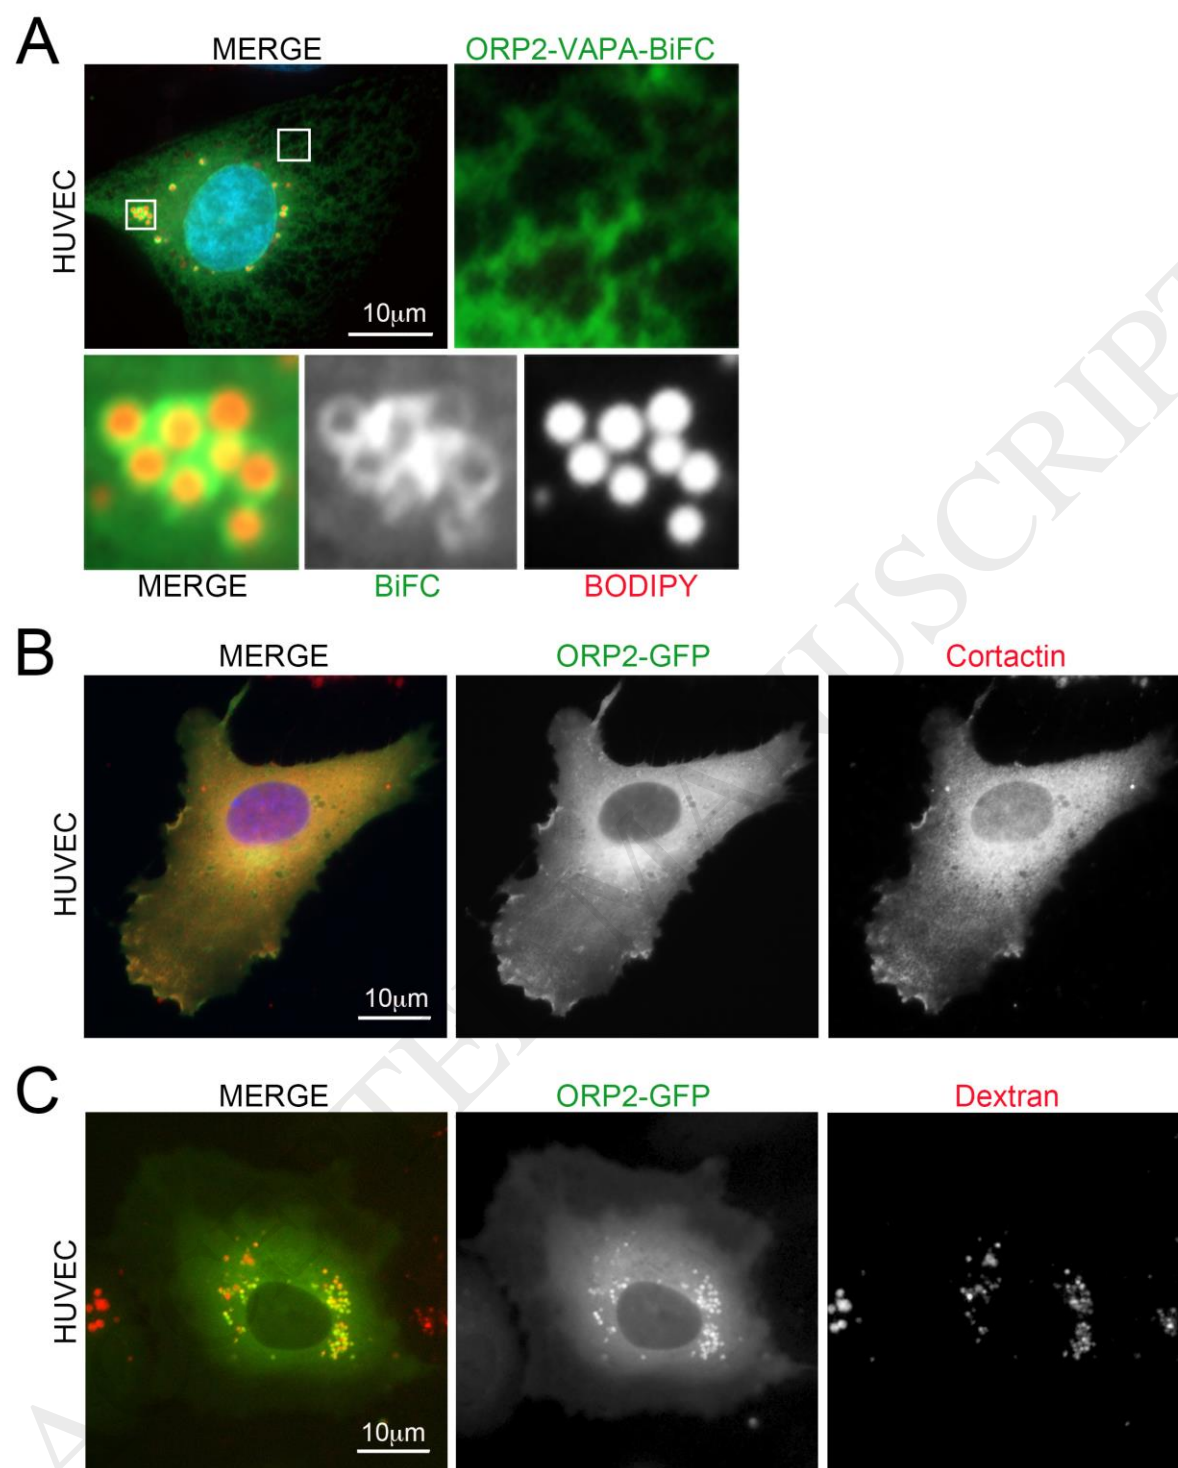 A
MERGE
ORP2-VAPA-BiFC
HUVEC
10μm
MERGE
BiFC
BODIPY
B
MERGE
ORP2-GFP
Cortactin
HUVEC
10μm
C
MERGE
ORP2-GFP
Dextran
HUVEC
10μm